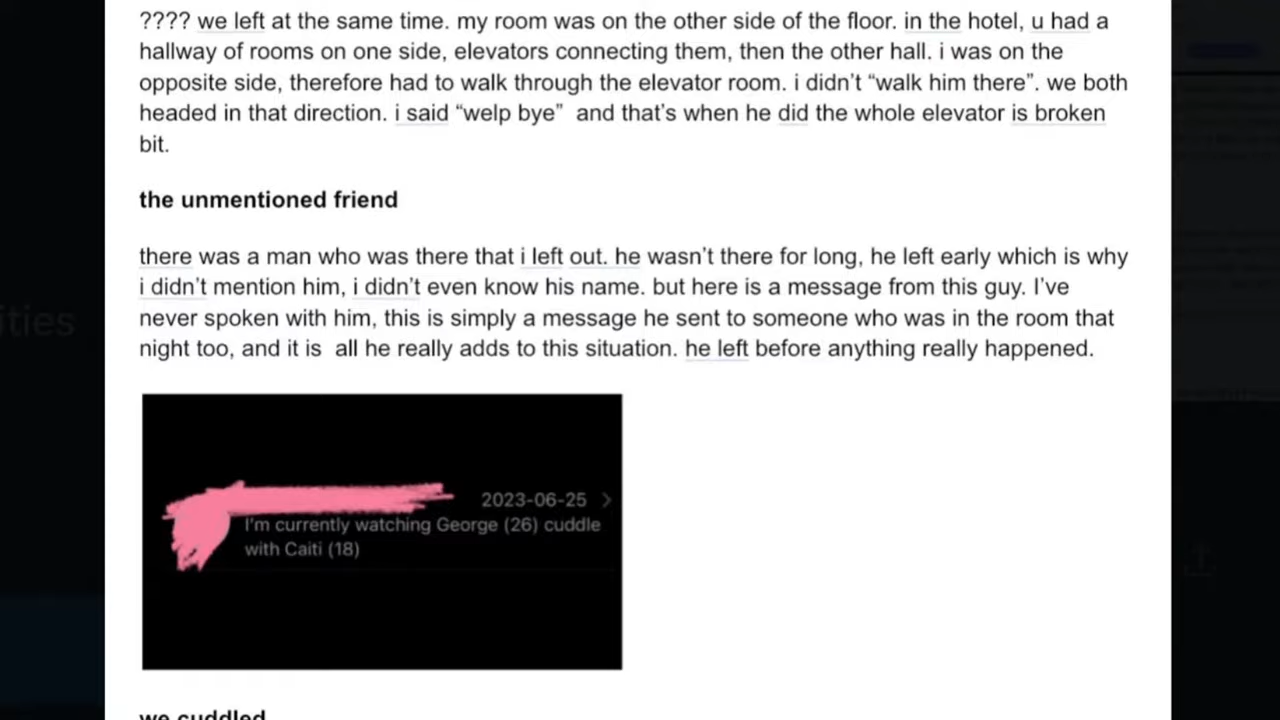 ???? we left at the same time. my room was on the other side of the floor. in the hotel, u had a
hallway of rooms on one side, elevators connecting them, then the other hall. i was on the
opposite side, therefore had to walk through the elevator room. i didn’t “walk him there”. we both
headed in that direction. i said “welp bye”  and that’s when he did the whole elevator is broken
bit.
the unmentioned friend
there was a man who was there that i left out. he wasn’t there for long, he left early which is why
i didn’t mention him, i didn’t even know his name. but here is a message from this guy. I’ve
never spoken with him, this is simply a message he sent to someone who was in the room that
night too, and it is  all he really adds to this situation. he left before anything really happened.
2023-06-25
I'm currently watching George (26) cuddle
with Caiti (18)
we cuddled
ities